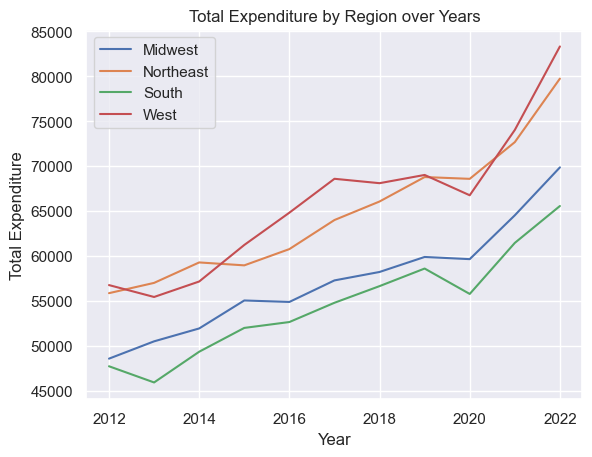 Total Expenditure by Region over Years
85000
80000
75000
70000
65000
60000
55000
50000
45000
Total Expenditure
Midwest
Northeast
South
West
2012 2014 2016 2018 2020 2022
Year